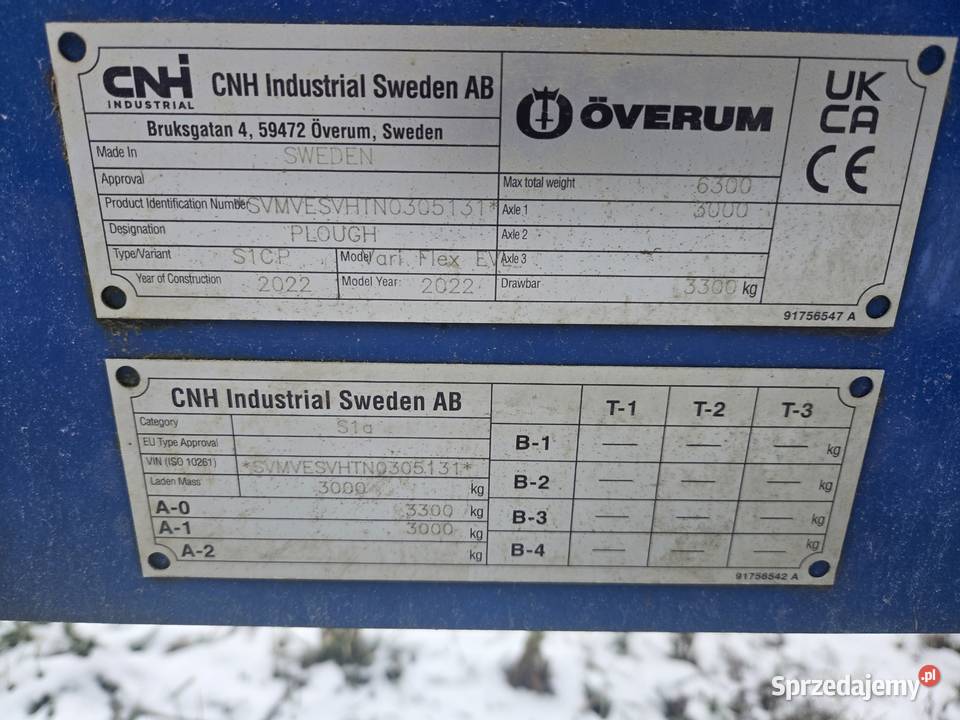 CNH INDUSTRIAL CNH Industrial Sweden AB
Bruksgatan 4, 59472 Överum, Sweden
ÖVERUM
UK
CA
CE
Made In SWEDEN
Approval
Max total weight 6300
Product Identification Number *SVMVESVHTN0305131*
Axle 1 3000
Designation PLOUGH
Axle 2
Type/Variant S1CP Model Vari Flex
Axle 3
Year of Construction 2022 Model Year: 2022
Drawbar 3300 kg
91756547 A
CNH Industrial Sweden AB
T-1 T-2 T-3
Category S1a
EU Type Approval
B-1 — — — kg
VIN (ISO 10261) *SVMVESVHTN0305131*
Laden Mass 3000 kg
B-2 — — — kg
A-0 3300 kg
B-3 — — — kg
A-1 3000 kg
A-2 kg
B-4 — — — kg
91756542 A
Sprzedajemy.pl